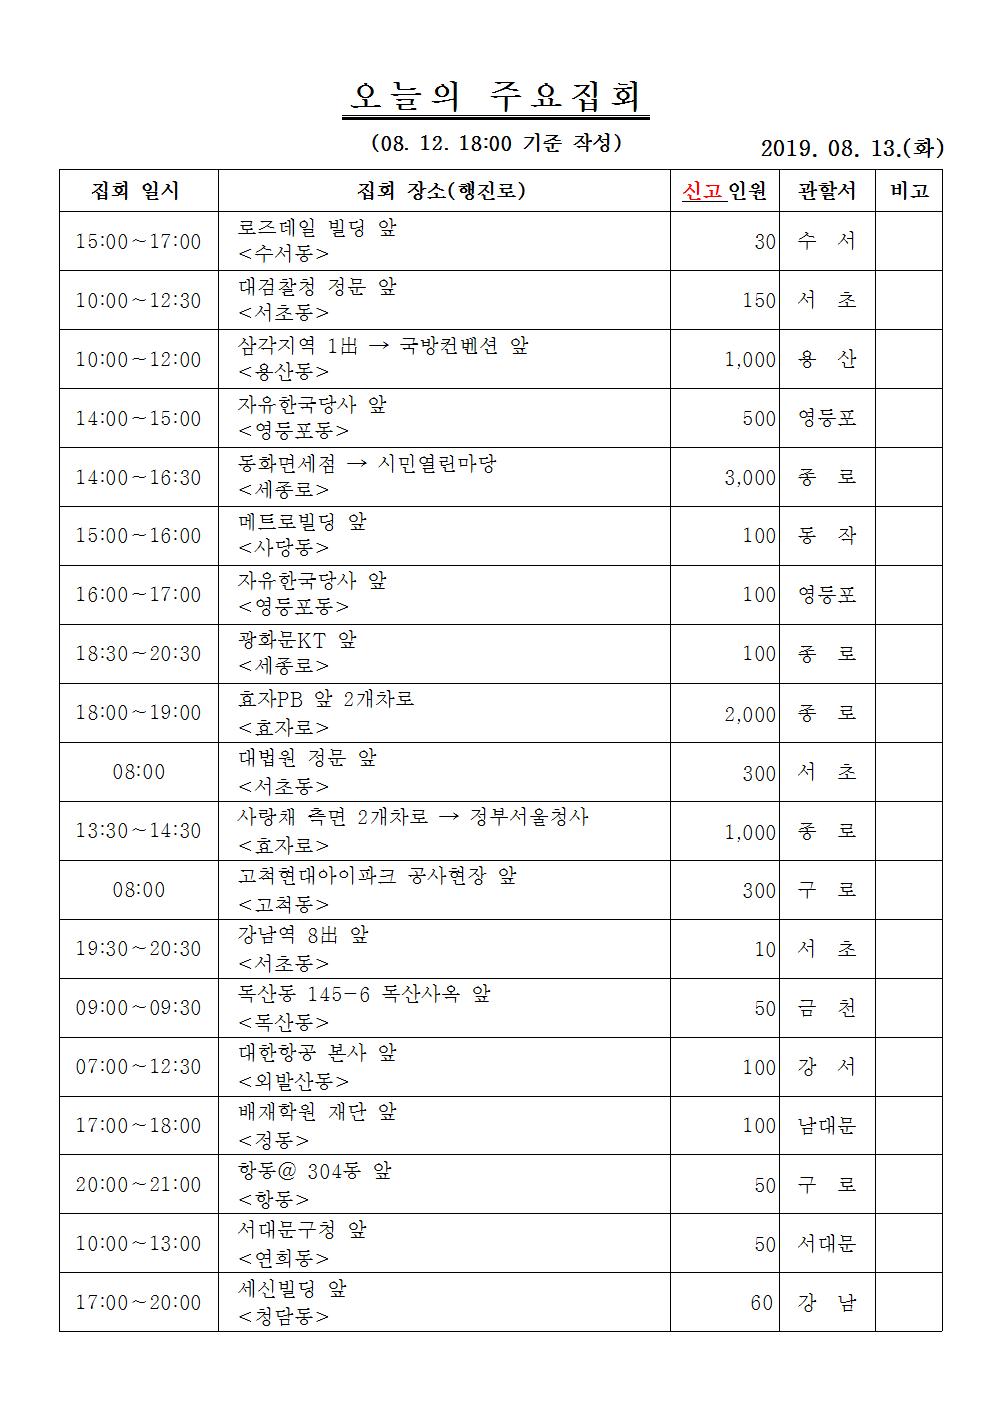 오늘의 주요집회
(08. 12. 18:00 기준 작성)
2019. 08. 13.(화)
집회 일시 집회 장소(행진로) 신고인원 관할서 비고
15:00~17:00 로즈데일 빌딩 앞 <수서동> 30 수 서
10:00~12:30 대검찰청 정문 앞 <서초동> 150 서 초
10:00~12:00 삼각지역 1出 → 국방컨벤션 앞 <용산동> 1,000 용 산
14:00~15:00 자유한국당사 앞 <영등포동> 500 영등포
14:00~16:30 동화면세점 → 시민열린마당 <세종로> 3,000 종 로
15:00~16:00 메트로빌딩 앞 <사당동> 100 동 작
16:00~17:00 자유한국당사 앞 <영등포동> 100 영등포
18:30~20:30 광화문KT 앞 <세종로> 100 종 로
18:00~19:00 효자PB 앞 2개차로 <효자로> 2,000 종 로
08:00 대법원 정문 앞 <서초동> 300 서 초
13:30~14:30 사랑채 측면 2개차로 → 정부서울청사 <효자로> 1,000 종 로
08:00 고척현대아이파크 공사현장 앞 <고척동> 300 구 로
19:30~20:30 강남역 8出 앞 <서초동> 10 서 초
09:00~09:30 독산동 145-6 독산사옥 앞 <독산동> 50 금 천
07:00~12:30 대한항공 본사 앞 <외발산동> 100 강 서
17:00~18:00 배재학원 재단 앞 <정동> 100 남대문
20:00~21:00 항동@ 304동 앞 <항동> 50 구 로
10:00~13:00 서대문구청 앞 <연희동> 50 서대문
17:00~20:00 세신빌딩 앞 <청담동> 60 강 남